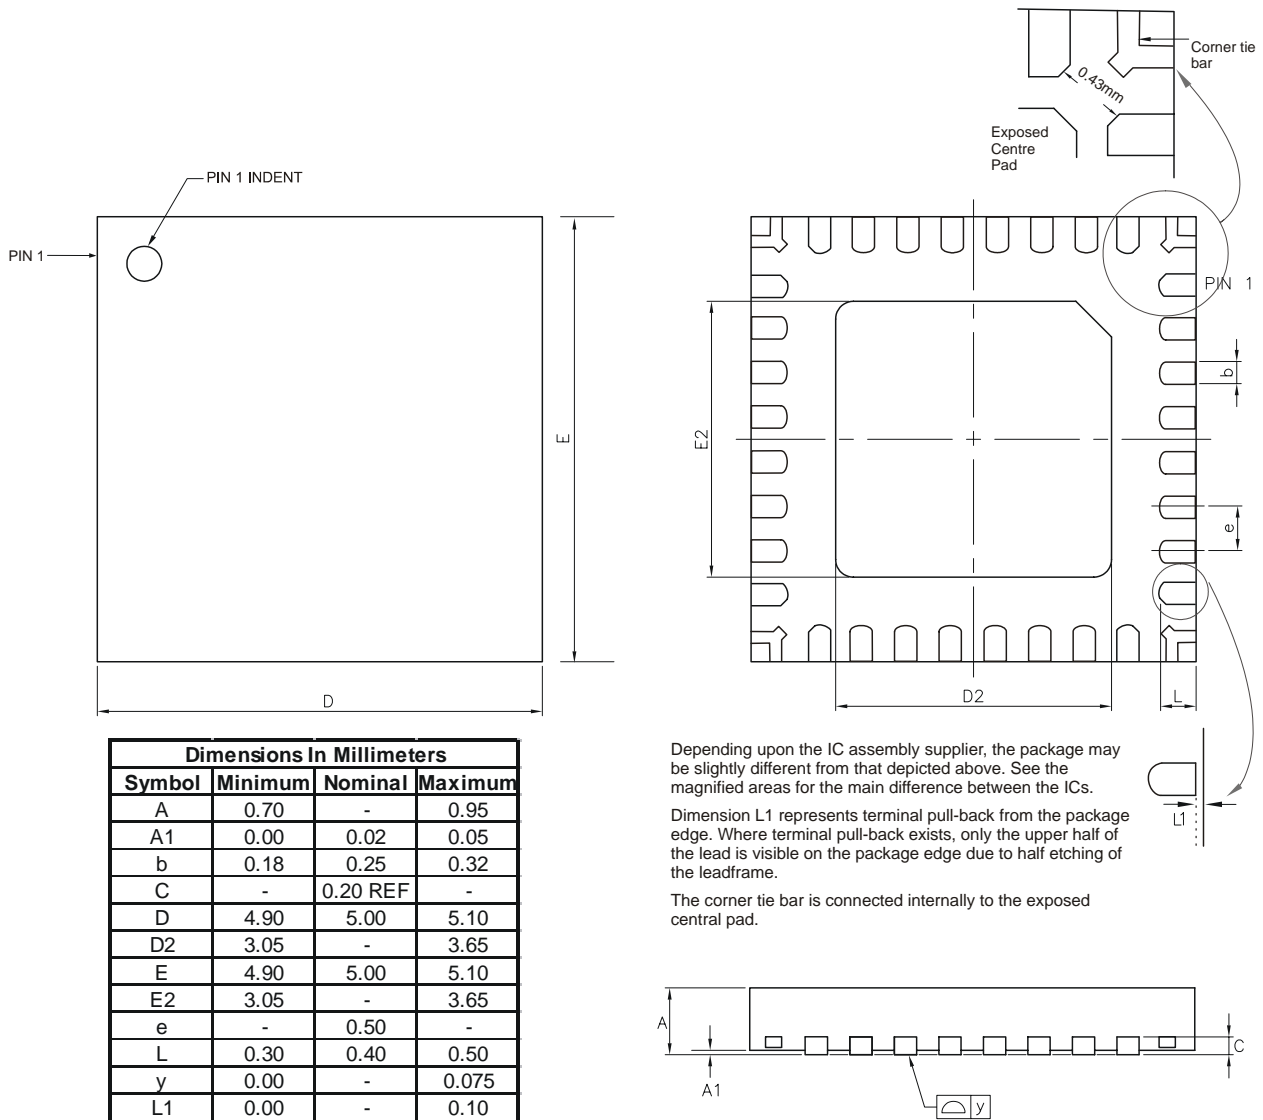 Corner tie
bar
0.43mm
Exposed
Centre
Pad
PIN 1 INDENT
PIN 1
PIN 1
b
E
E2
e
D
D2
L
L1
Dimensions In Millimeters
Symbol Minimum Nominal Maximum
A 0.70 - 0.95
A1 0.00 0.02 0.05
b 0.18 0.25 0.32
C - 0.20 REF -
D 4.90 5.00 5.10
D2 3.05 - 3.65
E 4.90 5.00 5.10
E2 3.05 - 3.65
e - 0.50 -
L 0.30 0.40 0.50
y 0.00 - 0.075
L1 0.00 - 0.10
Depending upon the IC assembly supplier, the package may
be slightly different from that depicted above. See the
magnified areas for the main difference between the ICs.
Dimension L1 represents terminal pull-back from the package
edge. Where terminal pull-back exists, only the upper half of
the lead is visible on the package edge due to half etching of
the leadframe.
The corner tie bar is connected internally to the exposed
central pad.
A
A1
C
y